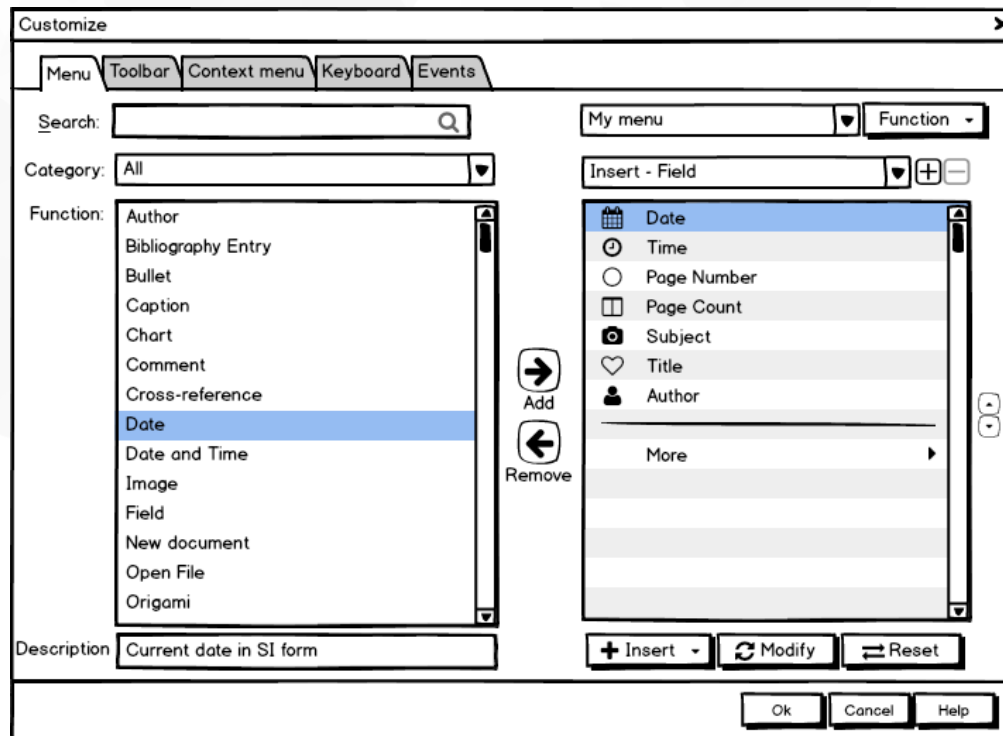 Customize
Menu Toolbar Context menu Keyboard Events
Search:
My menu
Function
Category:
All
Insert - Field
Function:
Author
Bibliography Entry
Bullet
Caption
Chart
Comment
Cross-reference
Date
Date and Time
Image
Field
New document
Open File
Origami
Add
Remove
Date
Time
Page Number
Page Count
Subject
Title
Author
More
Description
Current date in SI form
Insert
Modify
Reset
Ok
Cancel
Help